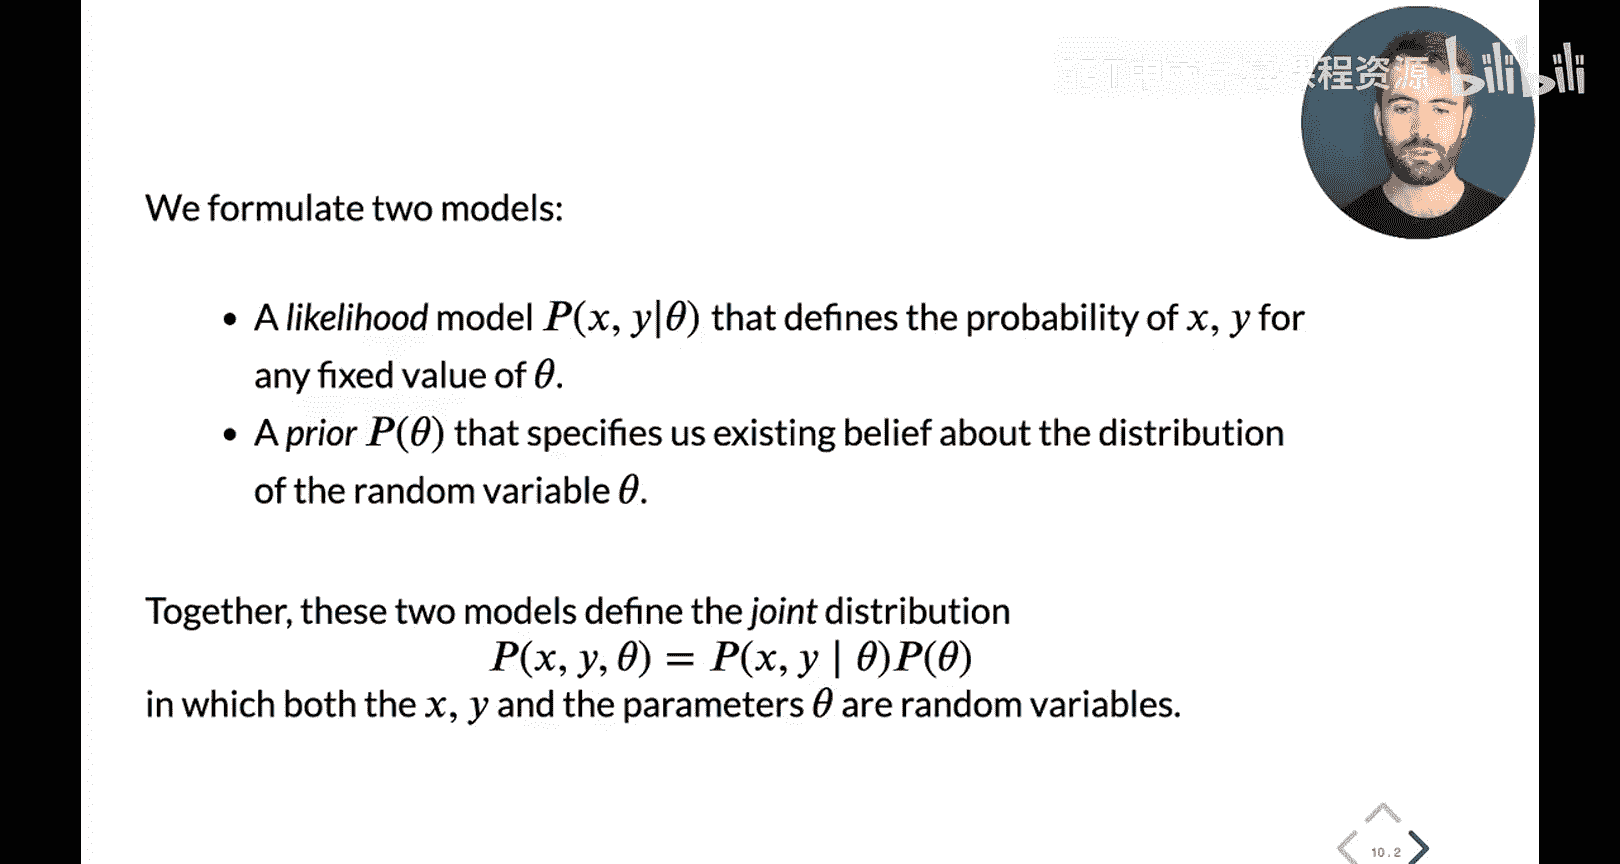 程资源 bilibili
We formulate two models:
• A likelihood model P(x, y|θ) that defines the probability of x, y for
any fixed value of θ.
• A prior P(θ) that specifies us existing belief about the distribution
of the random variable θ.
Together, these two models define the joint distribution
P(x, y, θ) = P(x, y | θ)P(θ)
in which both the x, y and the parameters θ are random variables.
10.2